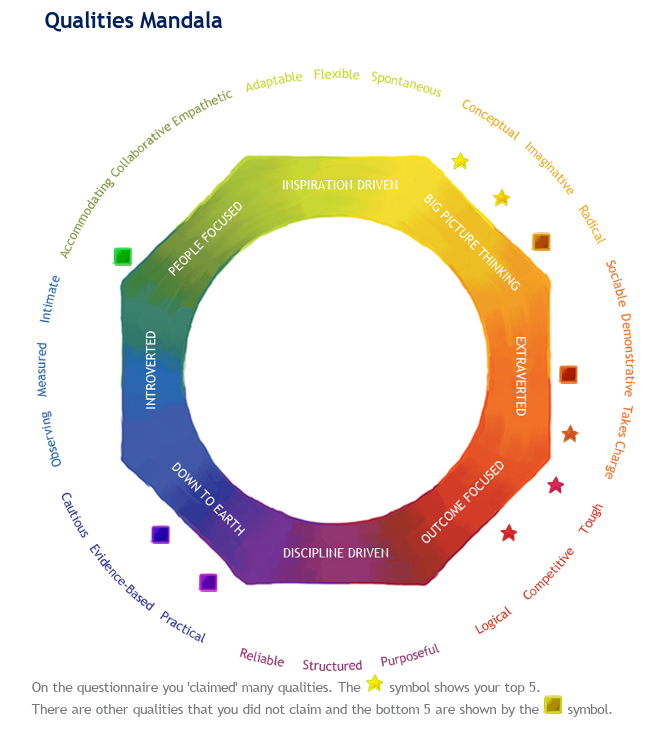 Qualities Mandala
Adaptable Flexible Spontaneous
Conceptual Imaginative Radical
Sociable Demonstrative Takes Charge
Tough Competitive Logical
Purposeful Structured Reliable
Practical Evidence-Based Cautious
Observing Measured Intimate
Accommodating Collaborative Empathetic
INSPIRATION DRIVEN
BIG PICTURE THINKING
EXTRAVERTED
OUTCOME FOCUSED
DISCIPLINE DRIVEN
DOWN TO EARTH
INTROVERTED
PEOPLE FOCUSED
On the questionnaire you 'claimed' many qualities. The symbol shows your top 5.
There are other qualities that you did not claim and the bottom 5 are shown by the symbol.